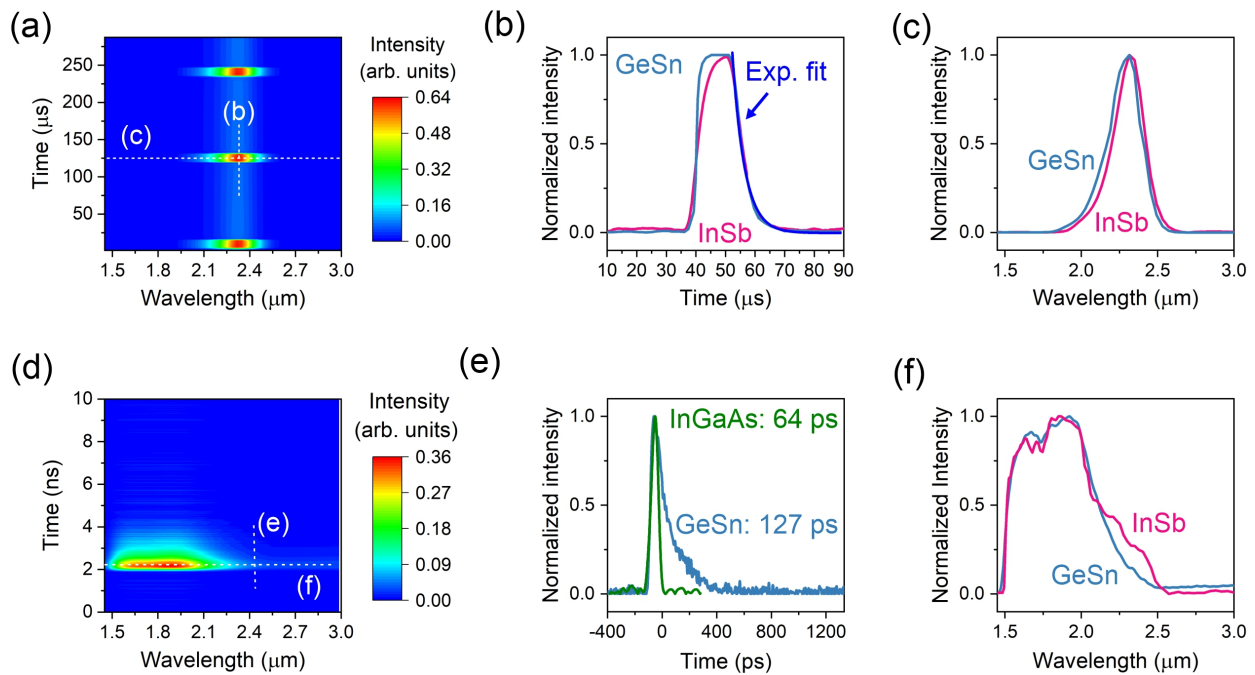 (a)
Intensity
(arb. units)
250
200
150
100
50
Time (μs)
(b)
(c)
0.64
0.48
0.32
0.16
0.00
1.5 1.8 2.1 2.4 2.7 3.0
Wavelength (μm)
(b)
Normalized intensity
1.0
0.5
0.0
GeSn
Exp. fit
InSb
10 20 30 40 50 60 70 80 90
Time (μs)
(c)
Normalized intensity
1.0
0.5
0.0
GeSn
InSb
1.5 2.0 2.5 3.0
Wavelength (μm)
(d)
Intensity
(arb. units)
10
8
6
4
2
0
Time (ns)
(e)
(f)
0.36
0.27
0.18
0.09
0.00
1.5 1.8 2.1 2.4 2.7 3.0
Wavelength (μm)
(e)
Normalized Intensity
1.0
0.5
0.0
InGaAs: 64 ps
GeSn: 127 ps
-400 0 400 800 1200
Time (ps)
(f)
Normalized intensity
1.0
0.5
0.0
InSb
GeSn
1.5 2.0 2.5 3.0
Wavelength (μm)